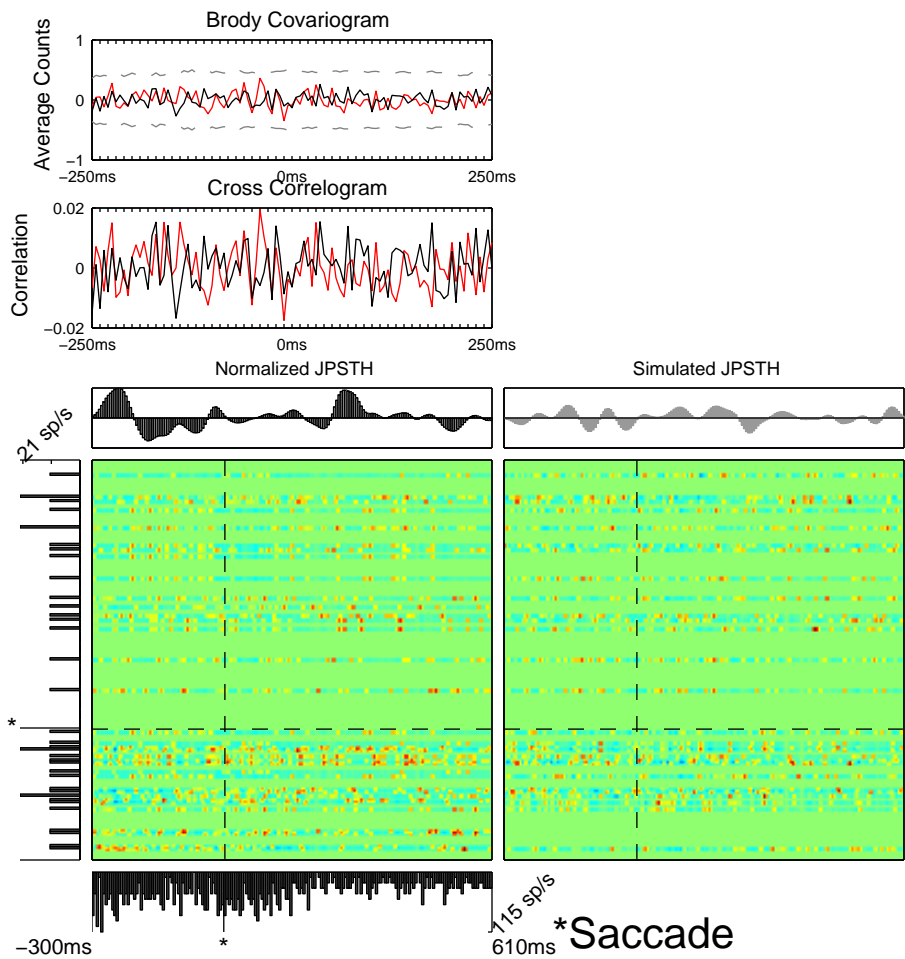 Brody Covariogram
Average Counts
1
0
−1
−250ms
0ms
250ms
Cross Correlogram
Correlation
0.02
0
−0.02
−250ms
0ms
250ms
Normalized JPSTH
Simulated JPSTH
21 sp/s
*
115 sp/s
−300ms
*
610ms
*Saccade